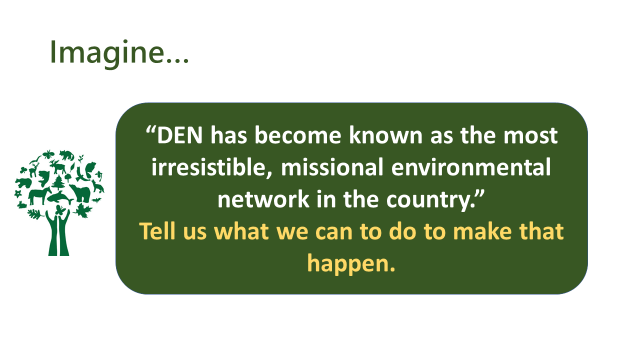 Imagine...
“DEN has become known as the most
irresistible, missional environmental
network in the country.”
Tell us what we can to do to make that
happen.